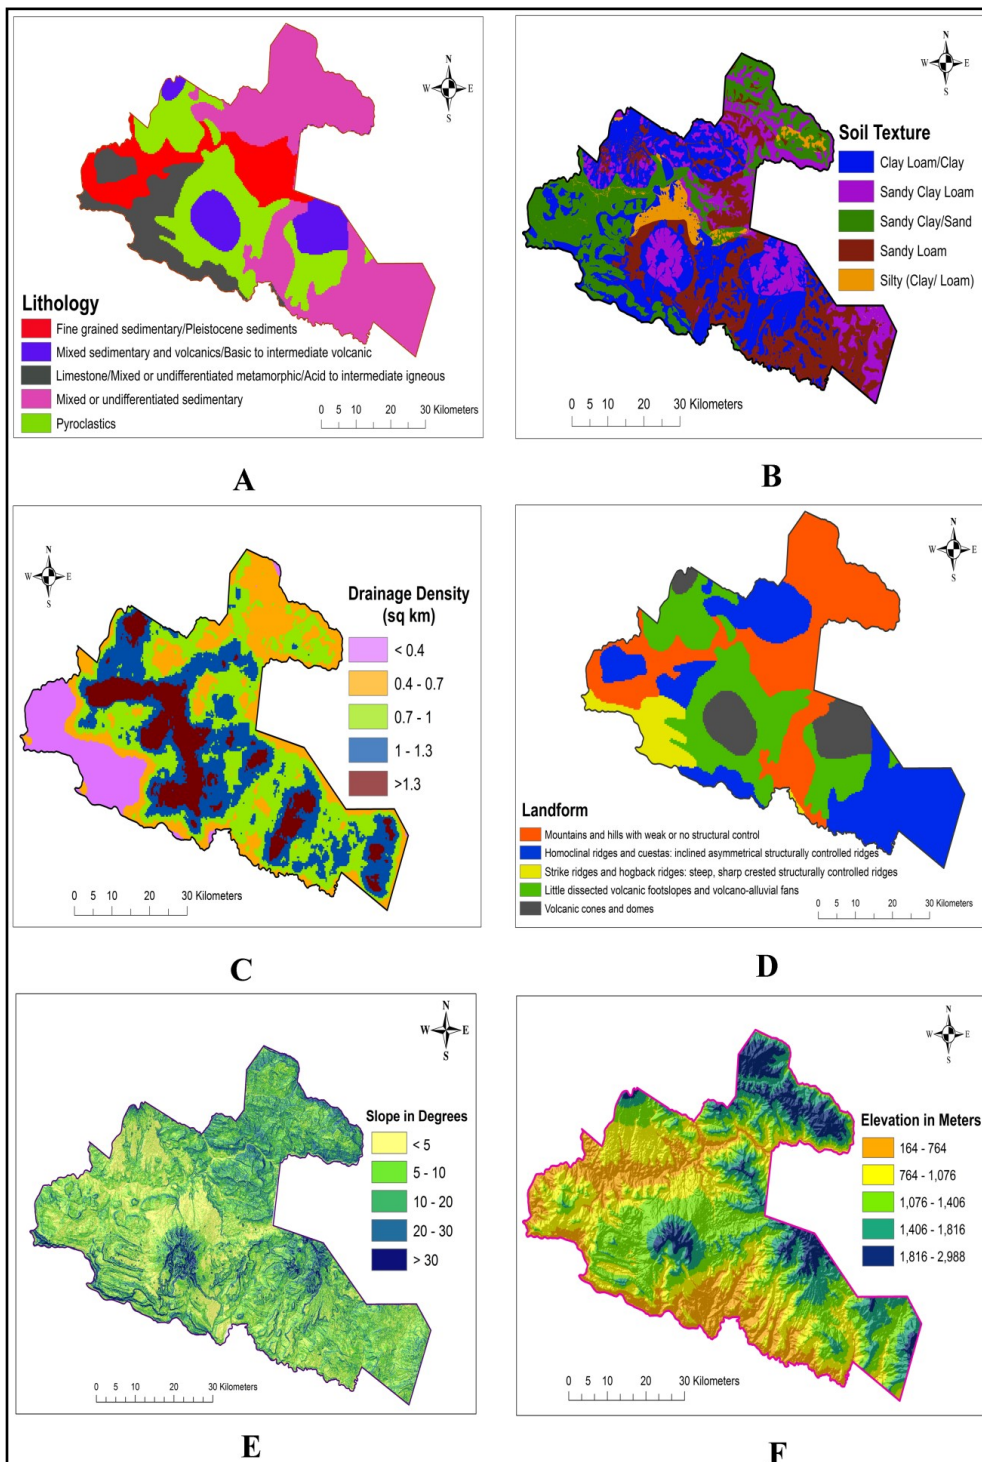 N
W E
S
Lithology
Fine grained sedimentary/Pleistocene sediments
Mixed sedimentary and volcanics/Basic to intermediate volcanic
Limestone/Mixed or undifferentiated metamorphic/Acid to intermediate igneous
Mixed or undifferentiated sedimentary
Pyroclastics
0 5 10 20 30 Kilometers
A
N
W E
S
Soil Texture
Clay Loam/Clay
Sandy Clay Loam
Sandy Clay/Sand
Sandy Loam
Silty (Clay/ Loam)
0 5 10 20 30 Kilometers
B
N
W E
S
Drainage Density
(sq km)
< 0.4
0.4 - 0.7
0.7 - 1
1 - 1.3
>1.3
0 5 10 20 30 Kilometers
C
N
W E
S
Landform
Mountains and hills with weak or no structural control
Homoclinal ridges and cuestas: inclined asymmetrical structurally controlled ridges
Strike ridges and hogback ridges: steep, sharp crested structurally controlled ridges
Little dissected volcanic footslopes and volcano-alluvial fans
Volcanic cones and domes
0 5 10 20 30 Kilometers
D
N
W E
S
Slope in Degrees
< 5
5 - 10
10 - 20
20 - 30
> 30
0 5 10 20 30 Kilometers
E
N
W E
S
Elevation in Meters
164 - 764
764 - 1,076
1,076 - 1,406
1,406 - 1,816
1,816 - 2,988
0 5 10 20 30 Kilometers
F